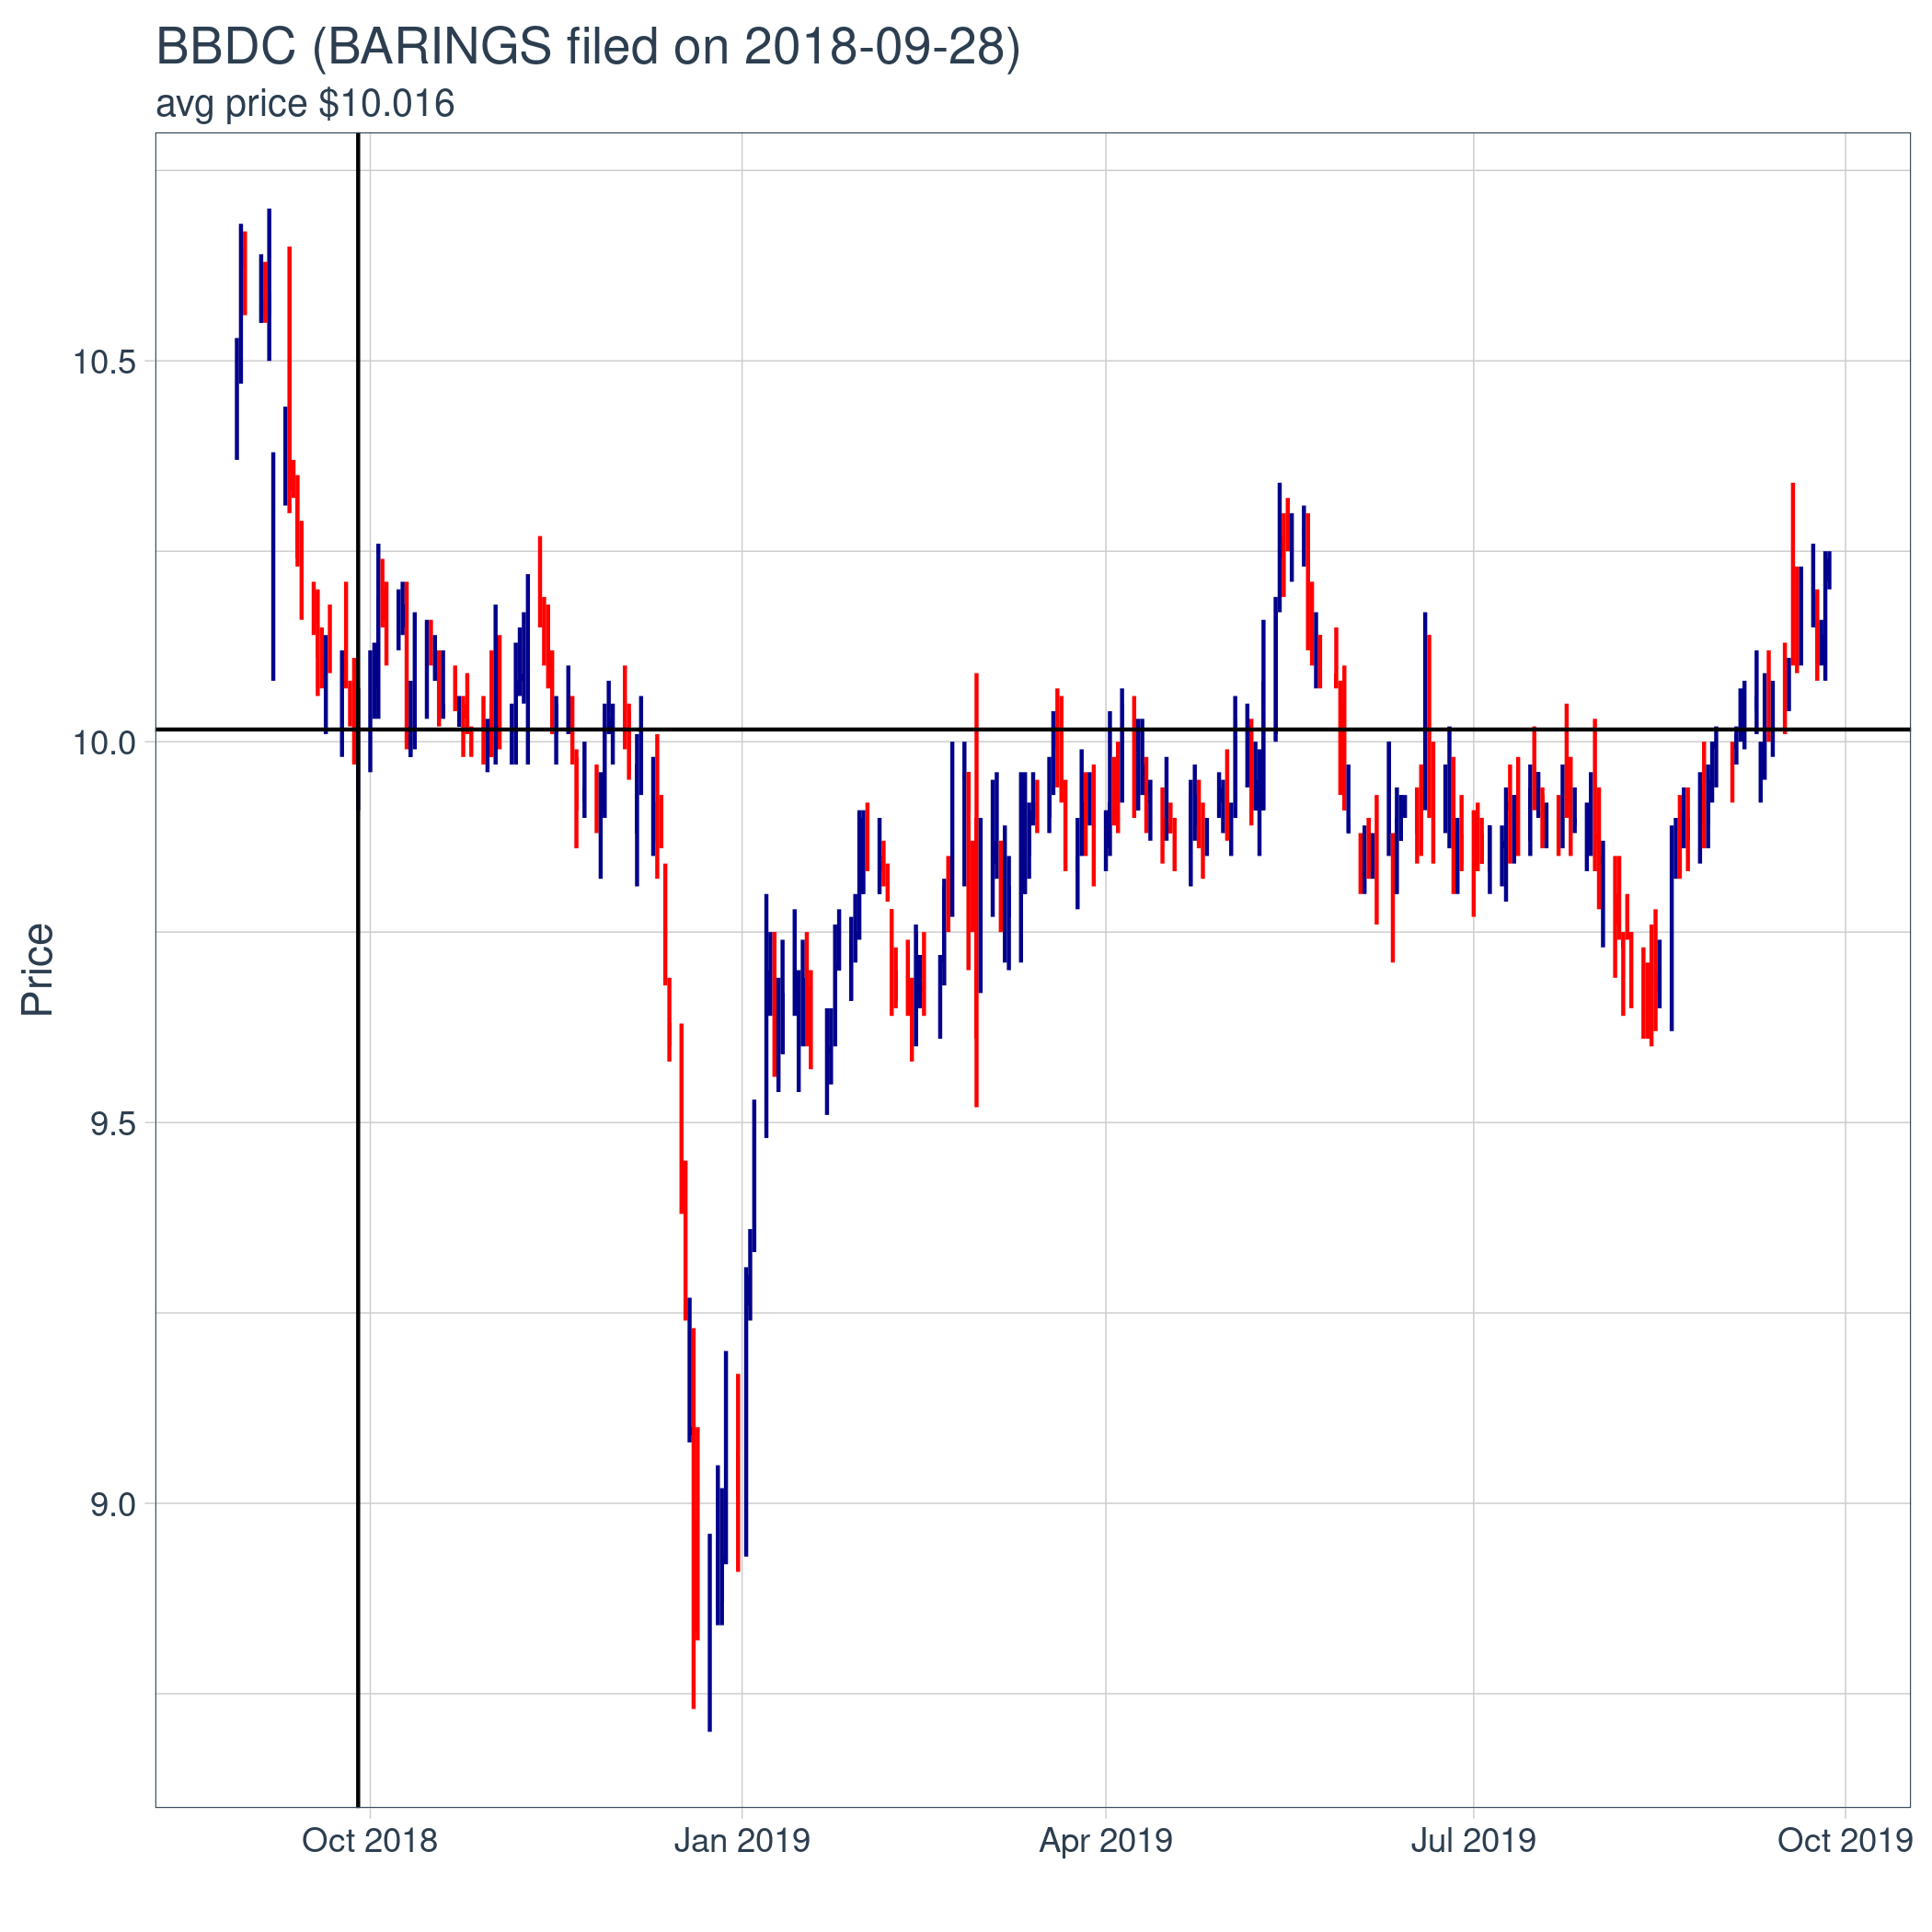 BBDC (BARINGS filed on 2018-09-28)
avg price $10.016
Price
10.5
10.0
9.5
9.0
Oct 2018
Jan 2019
Apr 2019
Jul 2019
Oct 2019